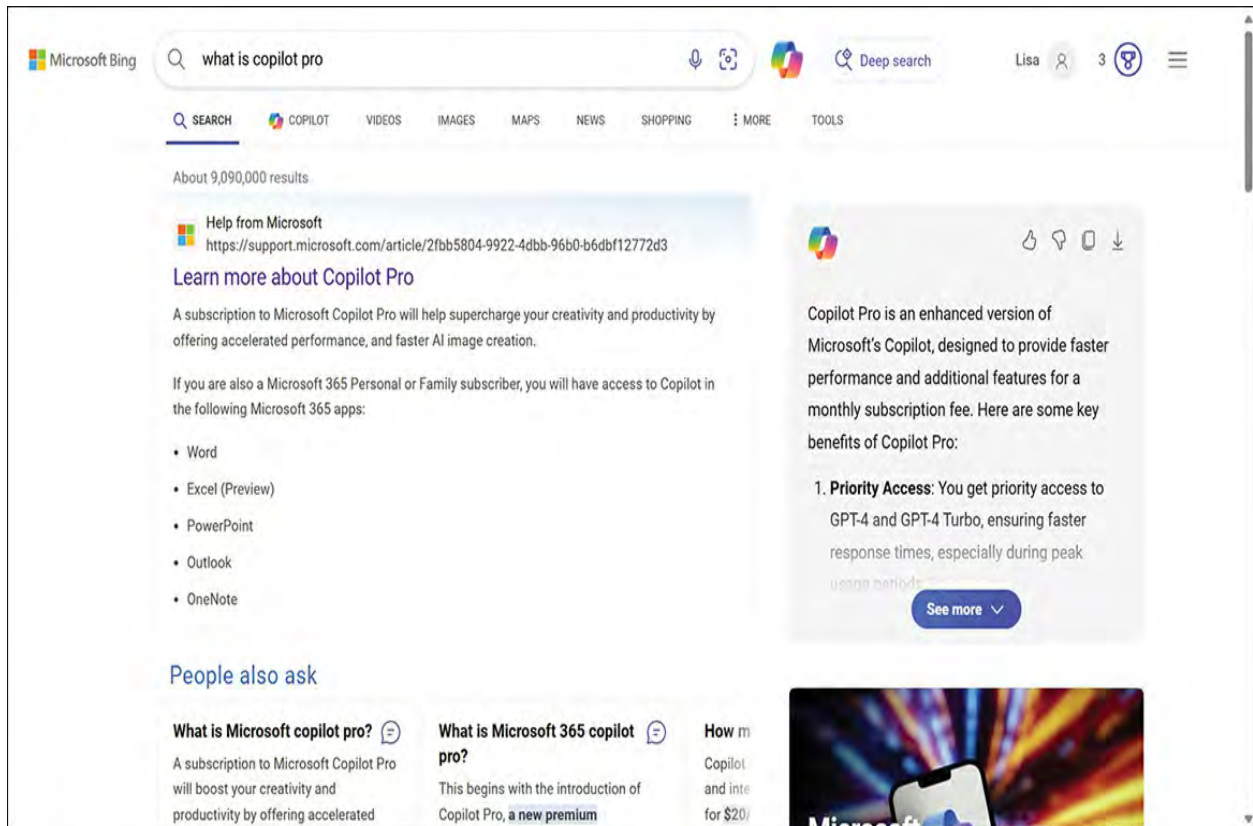 Microsoft Bing
what is copilot pro
Deep search
Lisa
3
SEARCH
COPILOT
VIDEOS
IMAGES
MAPS
NEWS
SHOPPING
MORE
TOOLS
About 9,090,000 results
Help from Microsoft
https://support.microsoft.com/article/2fbb5804-9922-4dbb-96b0-b6dbf12772d3
Learn more about Copilot Pro
A subscription to Microsoft Copilot Pro will help supercharge your creativity and productivity by
offering accelerated performance, and faster AI image creation.
If you are also a Microsoft 365 Personal or Family subscriber, you will have access to Copilot in
the following Microsoft 365 apps:
• Word
• Excel (Preview)
• PowerPoint
• Outlook
• OneNote
Copilot Pro is an enhanced version of
Microsoft's Copilot, designed to provide faster
performance and additional features for a
monthly subscription fee. Here are some key
benefits of Copilot Pro:
1. Priority Access: You get priority access to
GPT-4 and GPT-4 Turbo, ensuring faster
response times, especially during peak
usage periods
See more
People also ask
What is Microsoft copilot pro?
A subscription to Microsoft Copilot Pro
will boost your creativity and
productivity by offering accelerated
What is Microsoft 365 copilot
pro?
This begins with the introduction of
Copilot Pro, a new premium
How m
Copilot
and inte
for $20/
Microsoft